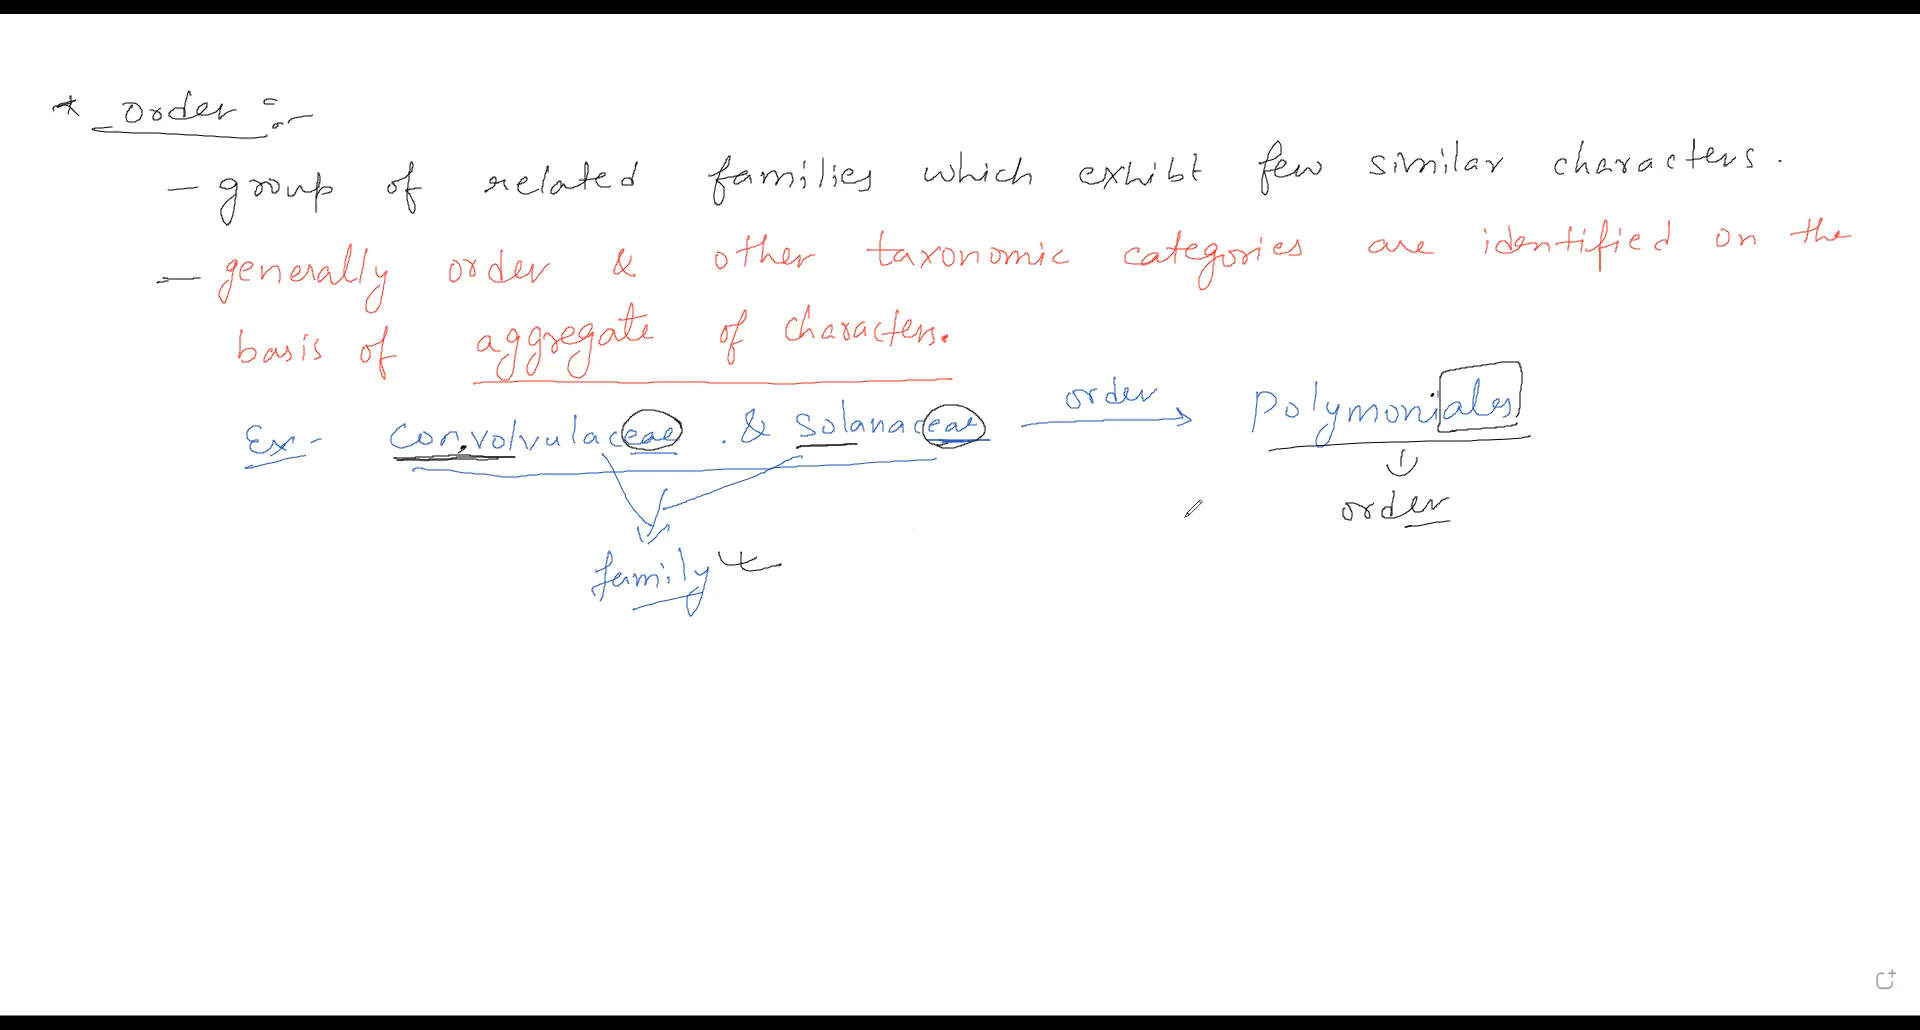 * order :-
- group of related families which exhibt few similar characters.
- generally order & other taxonomic categories are identified on the
basis of aggregate of characters.
Ex - Convolvulaceae & Solanaceae order → Polymoniales
order
family